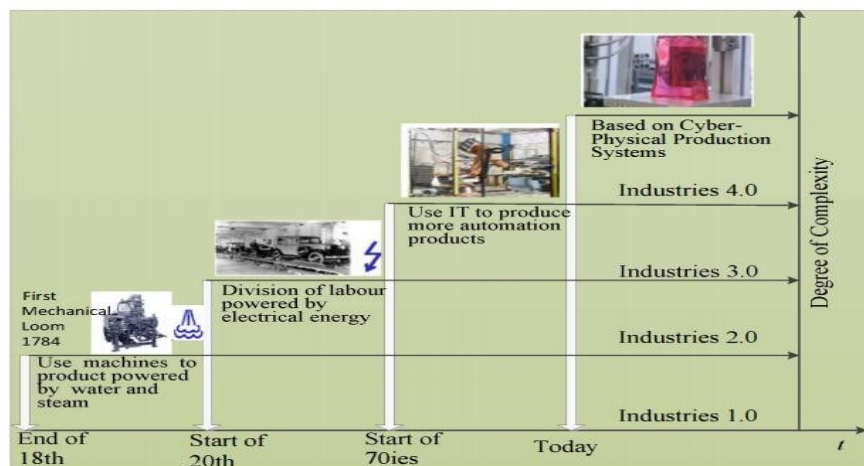 Based on Cyber-
Physical Production
Systems
Industries 4.0
Use IT to produce
more automation
products
Industries 3.0
Division of labour
powered by
electrical energy
Industries 2.0
First
Mechanical
Loom
1784
Use machines to
product powered
by water and
steam
Industries 1.0
Degree of Complexity
End of
18th
Start of
20th
Start of
70ies
Today
t